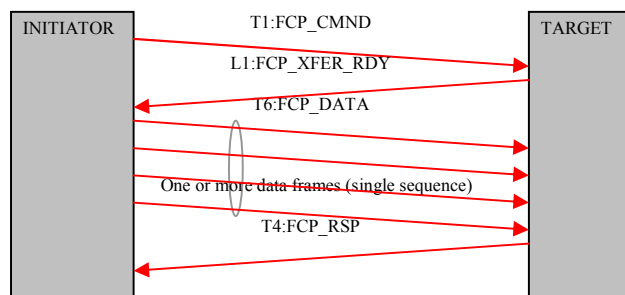 INITIATOR
T1:FCP_CMND
TARGET
L1:FCP_XFER_RDY
T6:FCP_DATA
One or more data frames (single sequence)
T4:FCP_RSP